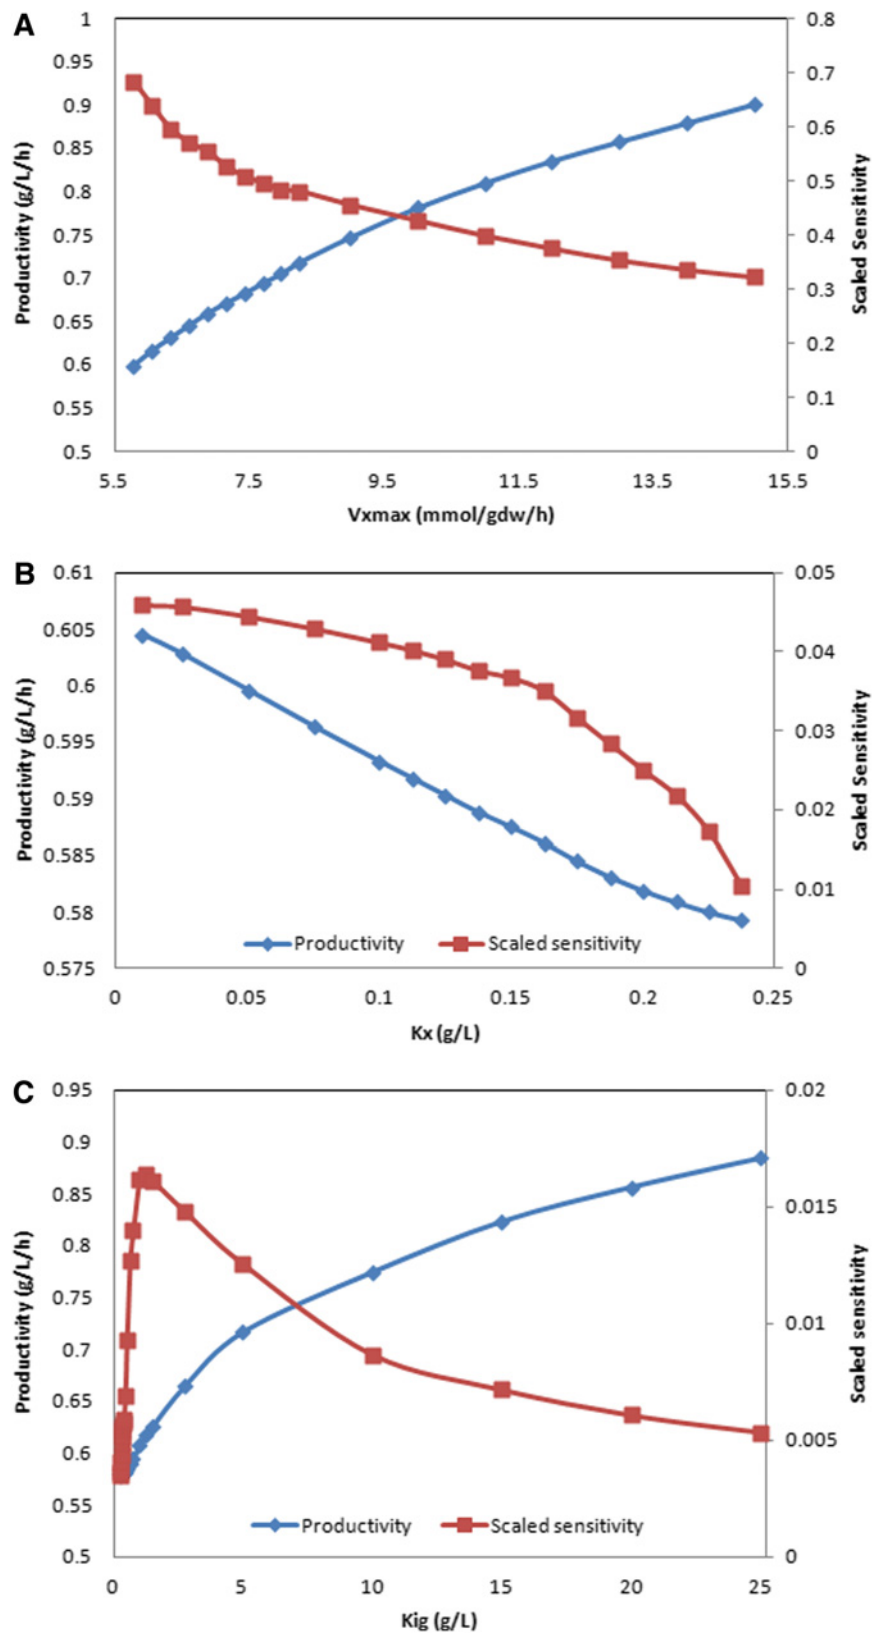 A
1
0.95
0.9
0.85
0.8
0.75
0.7
0.65
0.6
0.55
0.5
Productivity (g/L/h)
0.8
0.7
0.6
0.5
0.4
0.3
0.2
0.1
0
Scaled Sensitivity
5.5 7.5 9.5 11.5 13.5 15.5
Vxmax (mmol/gdw/h)
B
0.61
0.605
0.6
0.595
0.59
0.585
0.58
0.575
Productivity (g/L/h)
0.05
0.04
0.03
0.02
0.01
0
Scaled Sensitivity
Productivity Scaled sensitivity
0 0.05 0.1 0.15 0.2 0.25
Kx (g/L)
C
0.95
0.9
0.85
0.8
0.75
0.7
0.65
0.6
0.55
0.5
Productivity (g/L/h)
0.02
0.015
0.01
0.005
0
Scaled sensitivity
Productivity Scaled sensitivity
0 5 10 15 20 25
Kig (g/L)